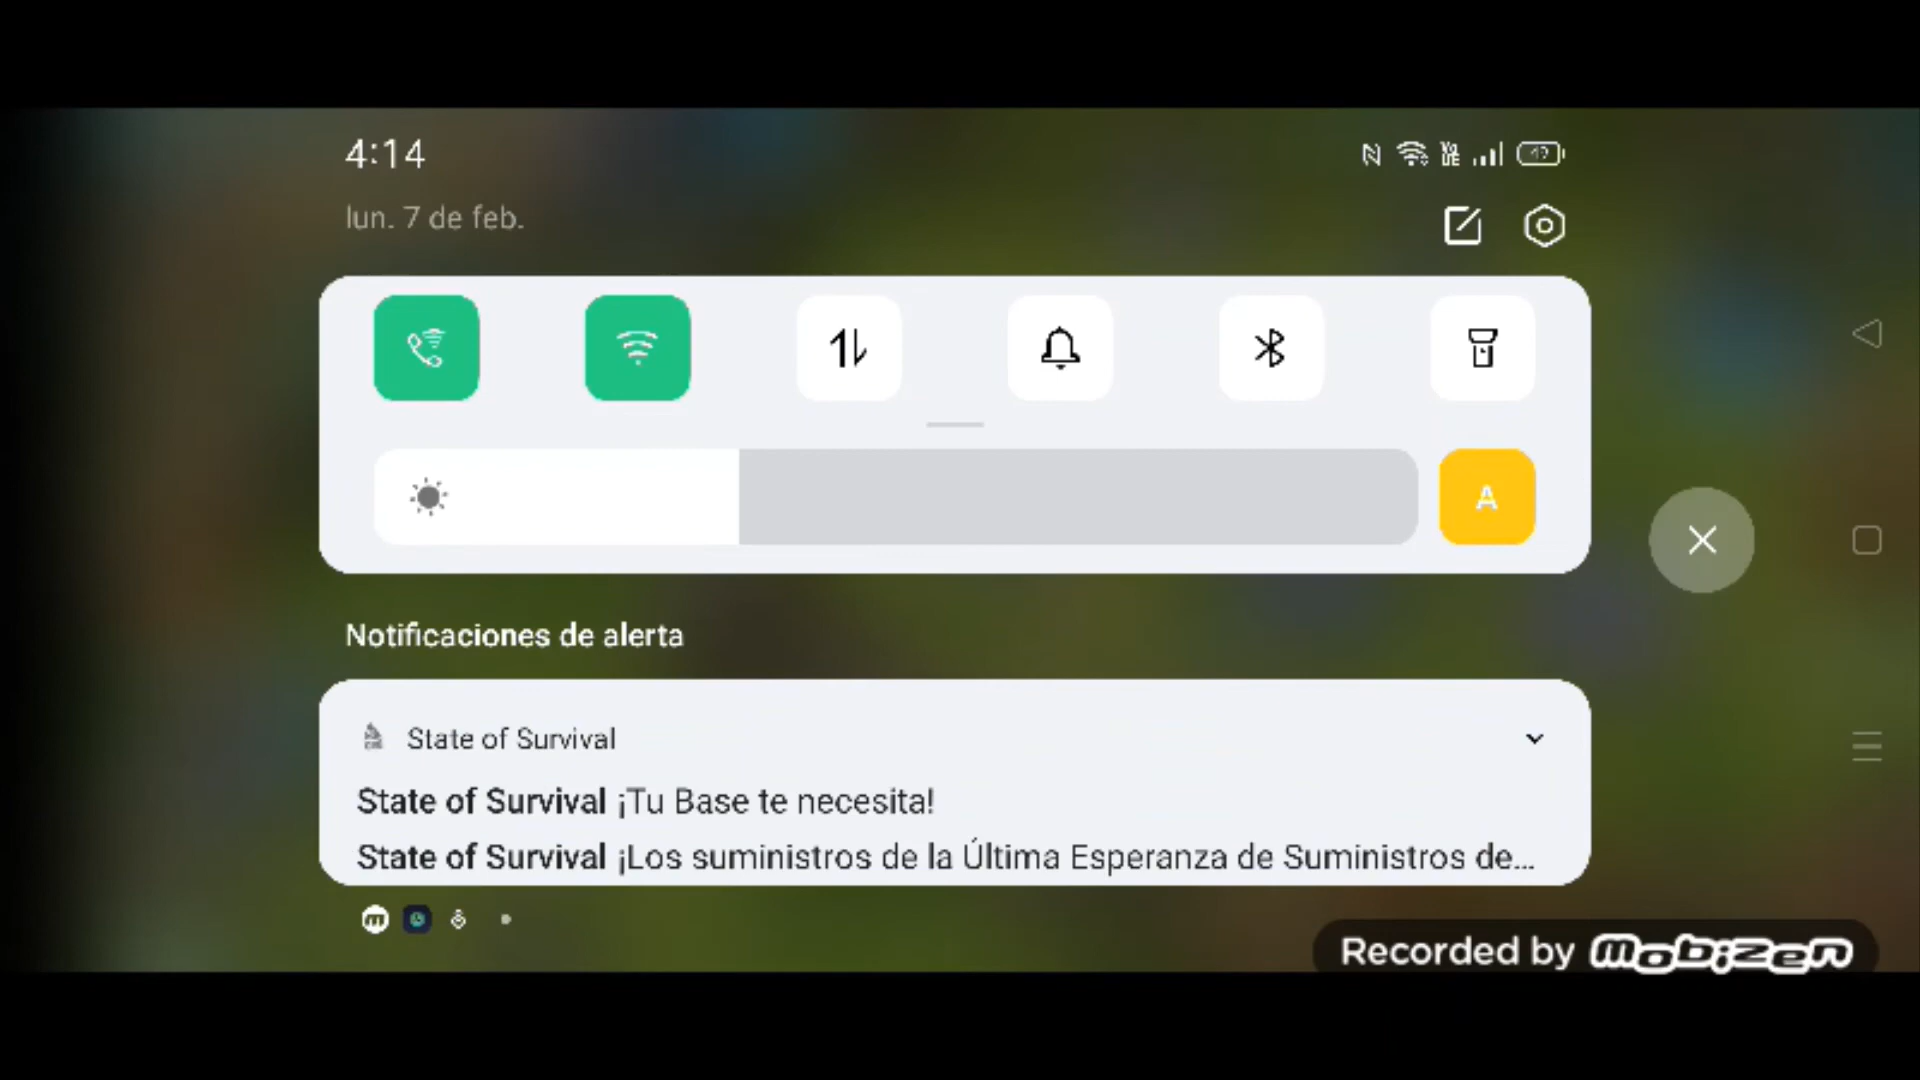 4:14
lun. 7 de feb.
A
Notificaciones de alerta
State of Survival
State of Survival ¡Tu Base te necesita!
State of Survival ¡Los suministros de la Última Esperanza de Suministros de...
Recorded by mobizen